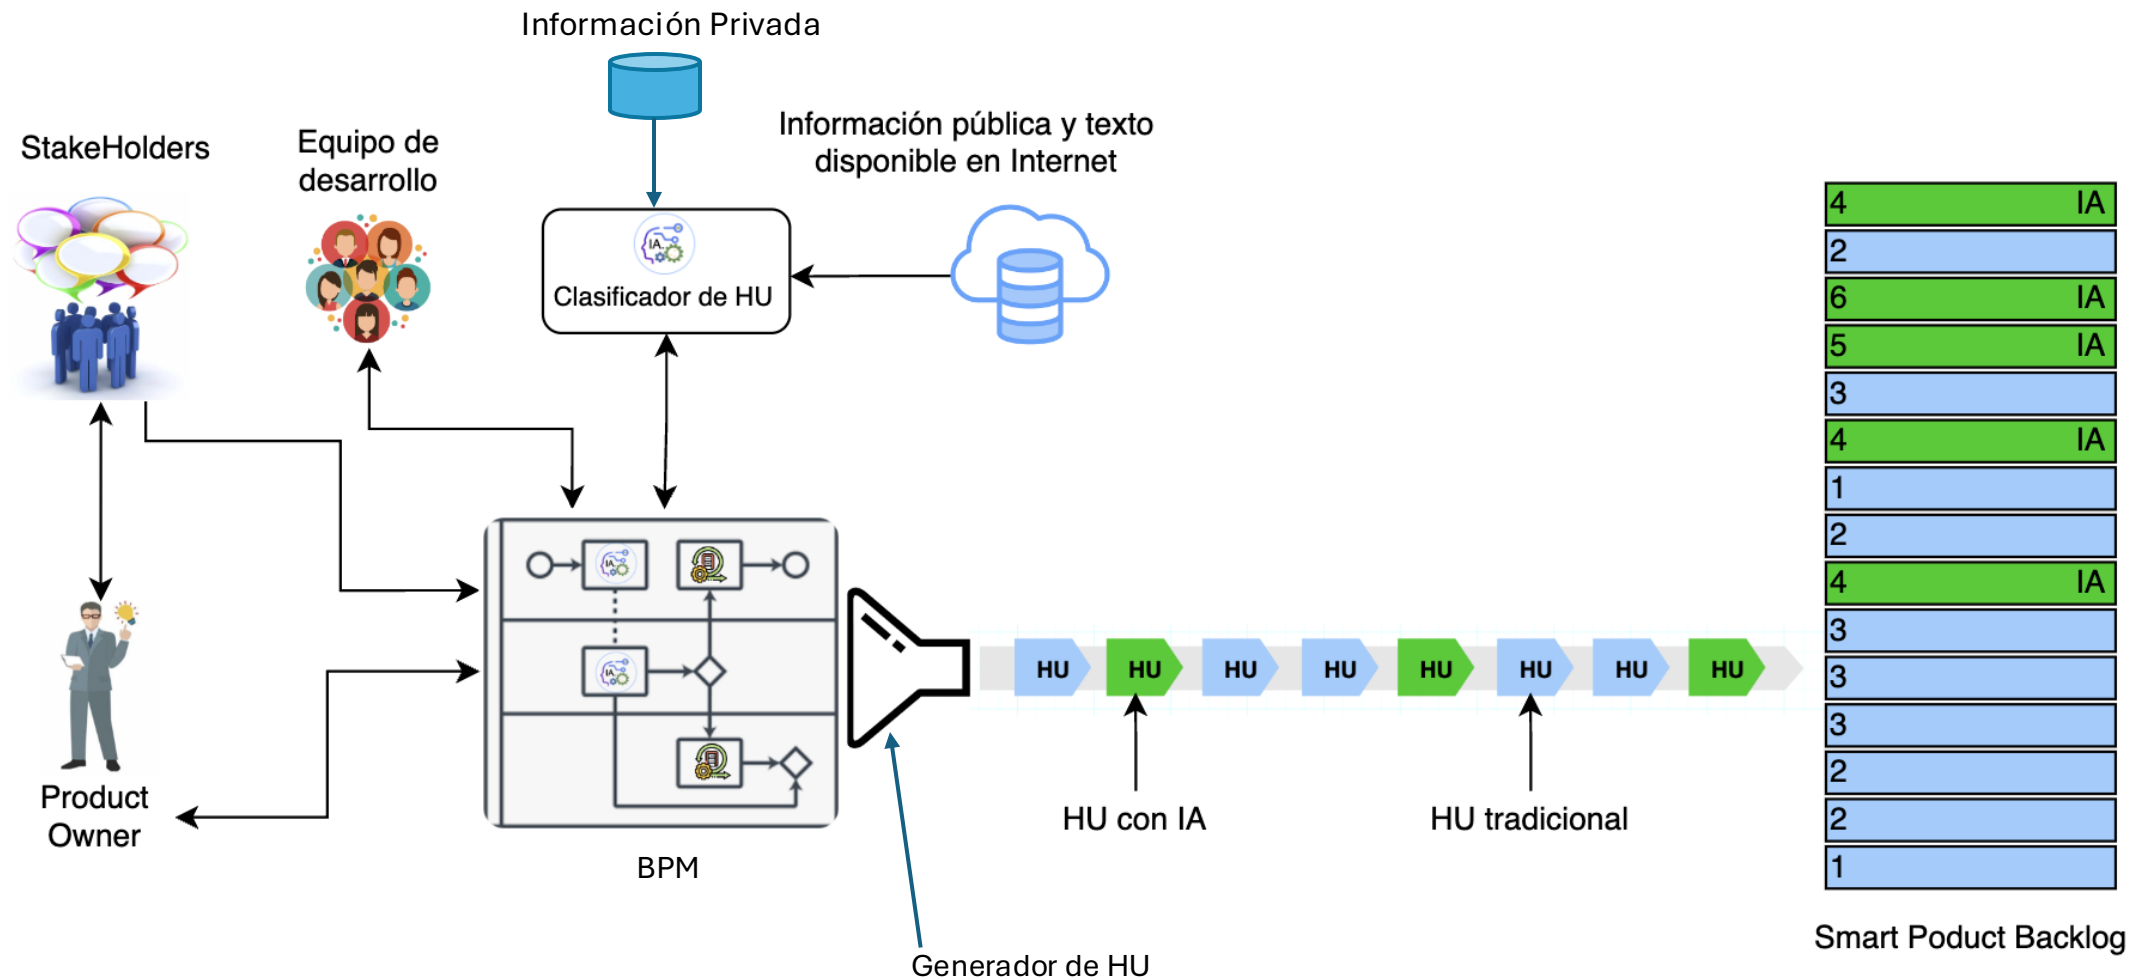 Información Privada
StakeHolders
Equipo de
desarrollo
Información pública y texto
disponible en Internet
IA
Clasificador de HU
IA
IA
Product
Owner
BPM
HU
HU
HU
HU
HU
HU
HU
HU
HU con IA
HU tradicional
Generador de HU
4 IA
2
6 IA
5 IA
3
4 IA
1
2
4 IA
3
3
3
2
2
1
Smart Poduct Backlog